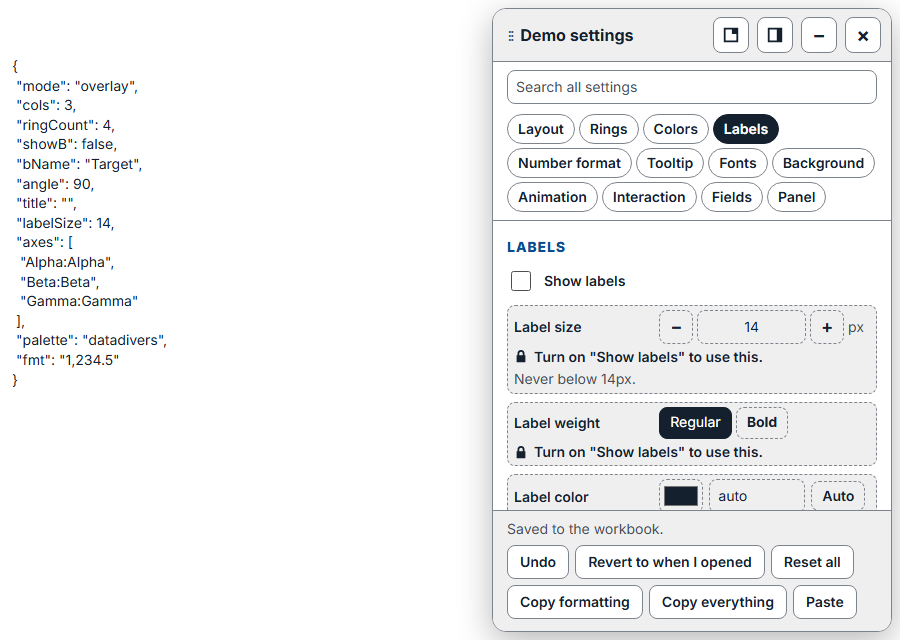 {
"mode": "overlay",
"cols": 3,
"ringCount": 4,
"showB": false,
"bName": "Target",
"angle": 90,
"title": "",
"labelSize": 14,
"axes": [
"Alpha:Alpha",
"Beta:Beta",
"Gamma:Gamma"
],
"palette": "datadivers",
"fmt": "1,234.5"
}
Demo settings
Search all settings
Layout Rings Colors Labels
Number format Tooltip Fonts Background
Animation Interaction Fields Panel
LABELS
Show labels
Label size − 14 + px
Turn on "Show labels" to use this.
Never below 14px.
Label weight Regular Bold
Turn on "Show labels" to use this.
Label color auto Auto
Saved to the workbook.
Undo Revert to when I opened Reset all
Copy formatting Copy everything Paste